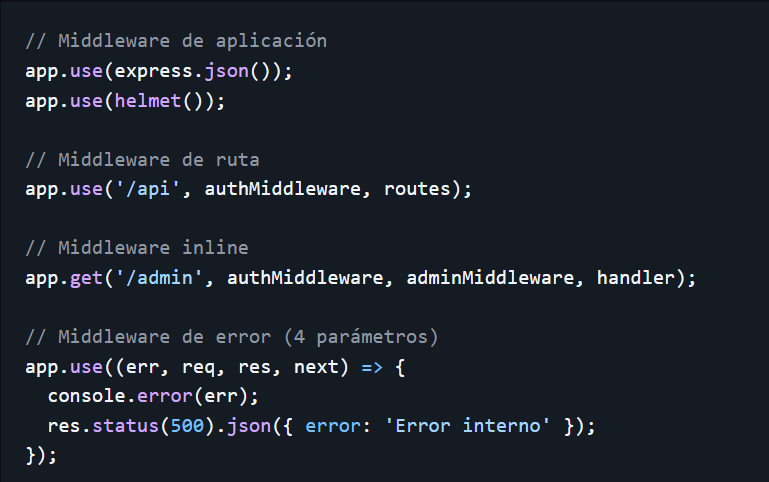 // Middleware de aplicación
app.use(express.json());
app.use(helmet());
// Middleware de ruta
app.use('/api', authMiddleware, routes);
// Middleware inline
app.get('/admin', authMiddleware, adminMiddleware, handler);
// Middleware de error (4 parámetros)
app.use((err, req, res, next) => {
  console.error(err);
  res.status(500).json({ error: 'Error interno' });
});